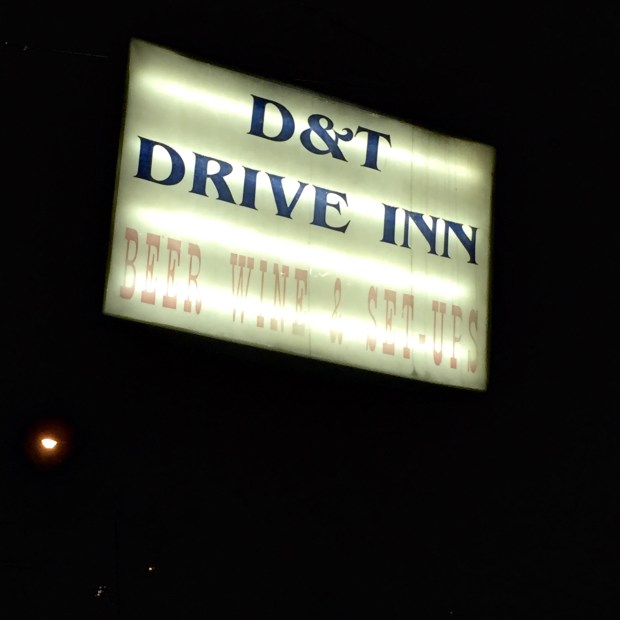 D&T
DRIVE INN
BEER WINE & SET-UPS